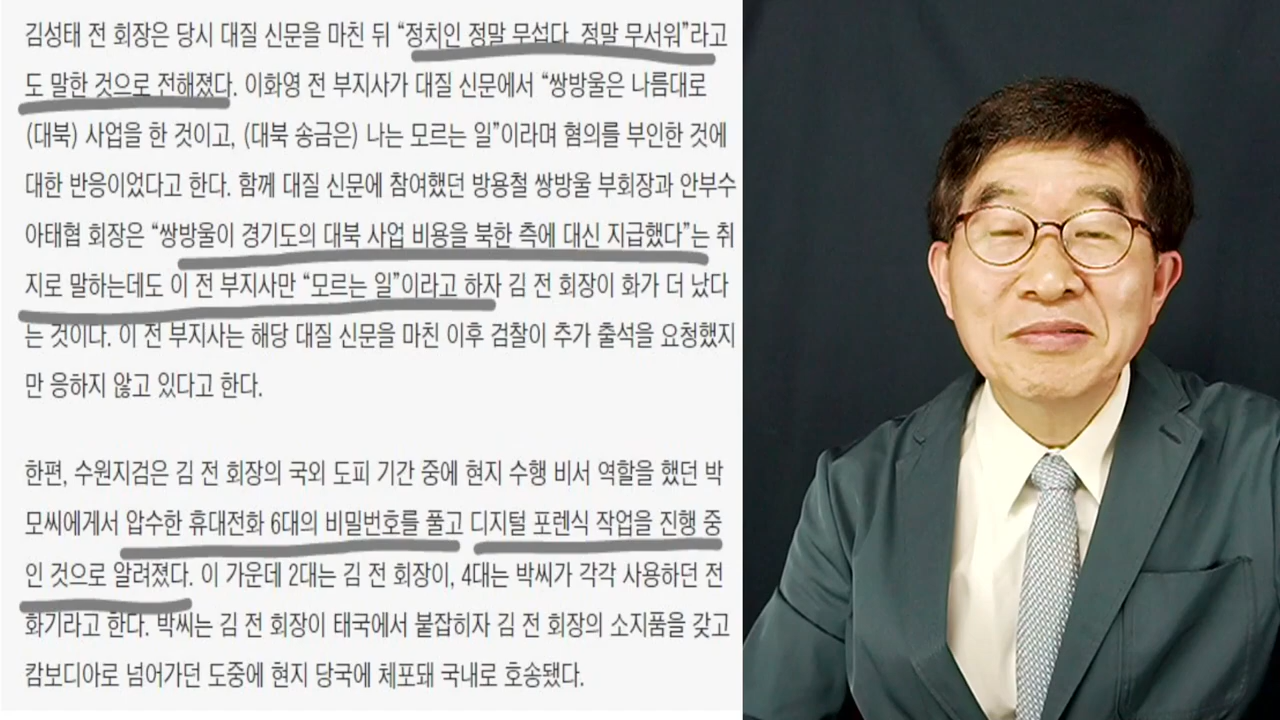 김성태 전 회장은 당시 대질 신문을 마친 뒤 “정치인 정말 무섭다. 정말 무서워”라고
도 말한 것으로 전해졌다. 이화영 전 부지사가 대질 신문에서 “쌍방울은 나름대로
(대북) 사업을 한 것이고, (대북 송금은) 나는 모르는 일”이라며 혐의를 부인한 것에
대한 반응이었다고 한다. 함께 대질 신문에 참여했던 방용철 쌍방울 부회장과 안부수
아태협 회장은 “쌍방울이 경기도의 대북 사업 비용을 북한 측에 대신 지급했다”는 취
지로 말하는데도 이 전 부지사만 “모르는 일”이라고 하자 김 전 회장이 화가 더 났다
는 것이다. 이 전 부지사는 해당 대질 신문을 마친 이후 검찰이 추가 출석을 요청했지
만 응하지 않고 있다고 한다.
한편, 수원지검은 김 전 회장의 국외 도피 기간 중에 현지 수행 비서 역할을 했던 박
모씨에게서 압수한 휴대전화 6대의 비밀번호를 풀고 디지털 포렌식 작업을 진행 중
인 것으로 알려졌다. 이 가운데 2대는 김 전 회장이, 4대는 박씨가 각각 사용하던 전
화기라고 한다. 박씨는 김 전 회장이 태국에서 붙잡히자 김 전 회장의 소지품을 갖고
캄보디아로 넘어가던 도중에 현지 당국에 체포돼 국내로 호송됐다.